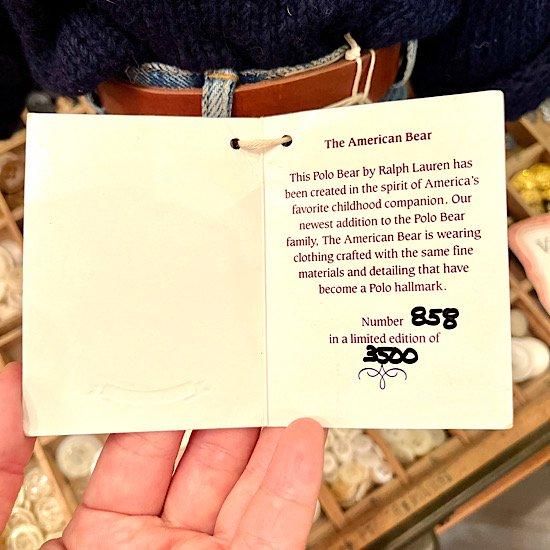 The American Bear
This Polo Bear by Ralph Lauren has
been created in the spirit of America's
favorite childhood companion. Our
newest addition to the Polo Bear
family, The American Bear is wearing
clothing crafted with the same fine
materials and detailing that have
become a Polo hallmark.
Number 858
in a limited edition of
3500